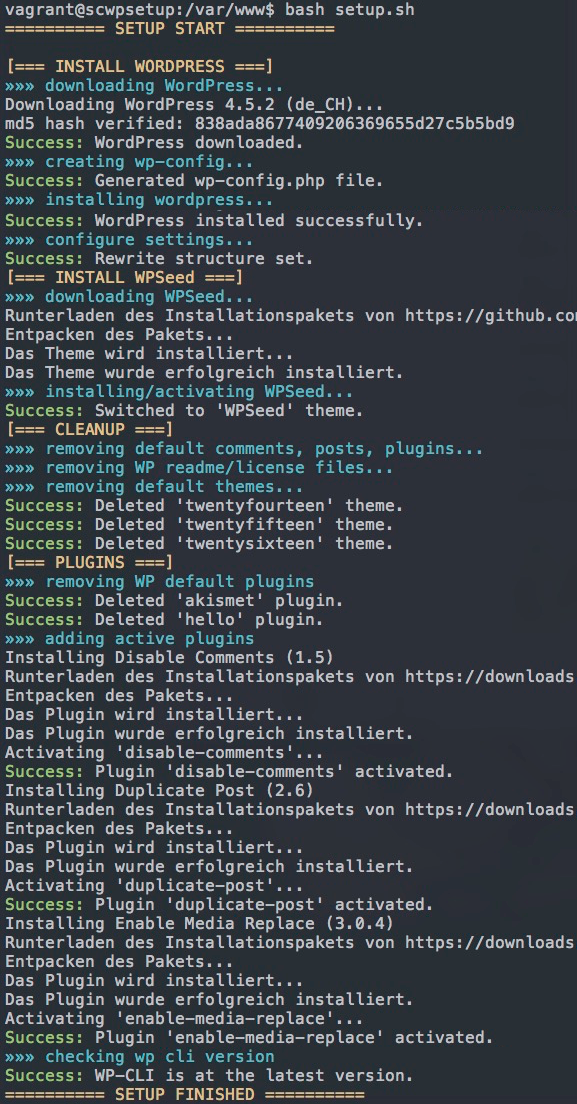 vagrant@scwpsetup:/var/www$ bash setup.sh
========== SETUP START ==========
[=== INSTALL WORDPRESS ===]
»»» downloading WordPress...
Downloading WordPress 4.5.2 (de_CH)...
md5 hash verified: 838ada8677409206369655d27c5b5bd9
Success: WordPress downloaded.
»»» creating wp-config...
Success: Generated wp-config.php file.
»»» installing wordpress...
Success: WordPress installed successfully.
»»» configure settings...
Success: Rewrite structure set.
[=== INSTALL WPSeed ===]
»»» downloading WPSeed...
Runterladen des Installationspakets von https://github.com
Entpacken des Pakets...
Das Theme wird installiert...
Das Theme wurde erfolgreich installiert.
»»» installing/activating WPSeed...
Success: Switched to 'WPSeed' theme.
[=== CLEANUP ===]
»»» removing default comments, posts, plugins...
»»» removing WP readme/license files...
»»» removing default themes...
Success: Deleted 'twentyfourteen' theme.
Success: Deleted 'twentyfifteen' theme.
Success: Deleted 'twentysixteen' theme.
[=== PLUGINS ===]
»»» removing WP default plugins
Success: Deleted 'akismet' plugin.
Success: Deleted 'hello' plugin.
»»» adding active plugins
Installing Disable Comments (1.5)
Runterladen des Installationspakets von https://downloads
Entpacken des Pakets...
Das Plugin wird installiert...
Das Plugin wurde erfolgreich installiert.
Activating 'disable-comments'...
Success: Plugin 'disable-comments' activated.
Installing Duplicate Post (2.6)
Runterladen des Installationspakets von https://downloads
Entpacken des Pakets...
Das Plugin wird installiert...
Das Plugin wurde erfolgreich installiert.
Activating 'duplicate-post'...
Success: Plugin 'duplicate-post' activated.
Installing Enable Media Replace (3.0.4)
Runterladen des Installationspakets von https://downloads
Entpacken des Pakets...
Das Plugin wird installiert...
Das Plugin wurde erfolgreich installiert.
Activating 'enable-media-replace'...
Success: Plugin 'enable-media-replace' activated.
»»» checking wp cli version
Success: WP-CLI is at the latest version.
========== SETUP FINISHED ==========